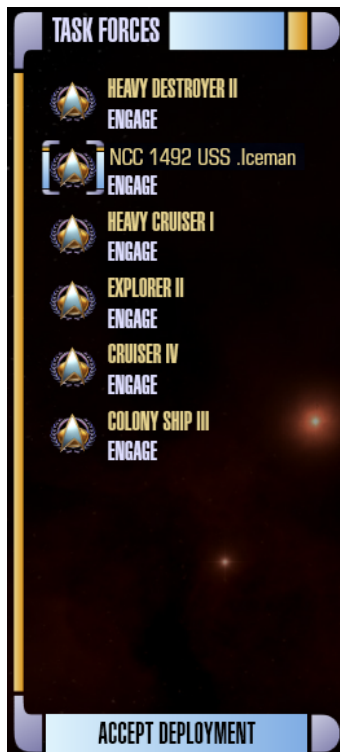 TASK FORCES
HEAVY DESTROYER II
ENGAGE
NCC 1492 USS .Iceman
ENGAGE
HEAVY CRUISER I
ENGAGE
EXPLORER II
ENGAGE
CRUISER IV
ENGAGE
COLONY SHIP III
ENGAGE
ACCEPT DEPLOYMENT